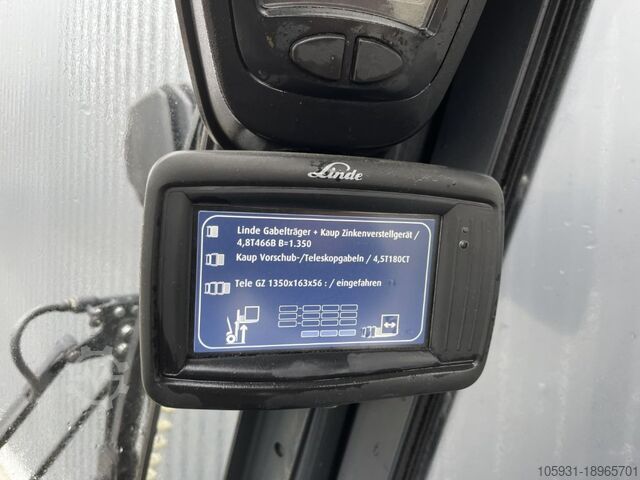 Linde
Linde Gabelträger + Kaup Zinkenverstellgerät /
4,8T466B B=1.350
Kaup Vorschub-/Teleskopgabeln / 4,5T180CT
Tele GZ 1350x163x56 : / eingefahren
105931-18965701